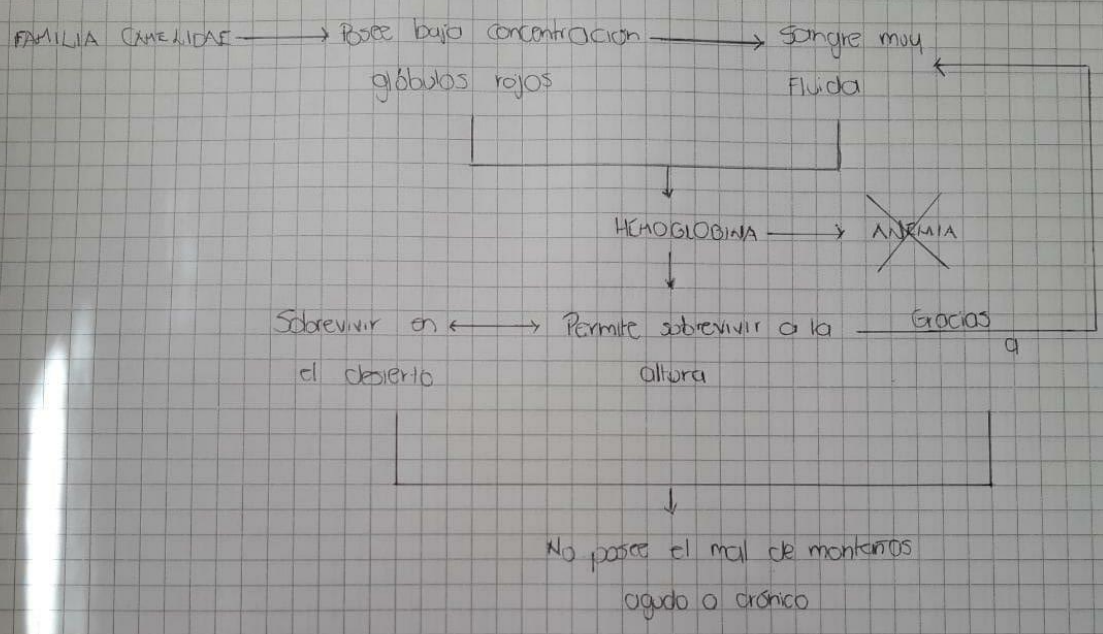 FAMILIA CAMELIDAE Posee bajo concentración Sangre muy
glóbulos rojos Fluida
HEMOGLOBINA ANEMIA
Sobrevivir en Permite sobrevivir a la Gracias
a
el desierto altura
No posee el mal de montañas
agudo o crónico